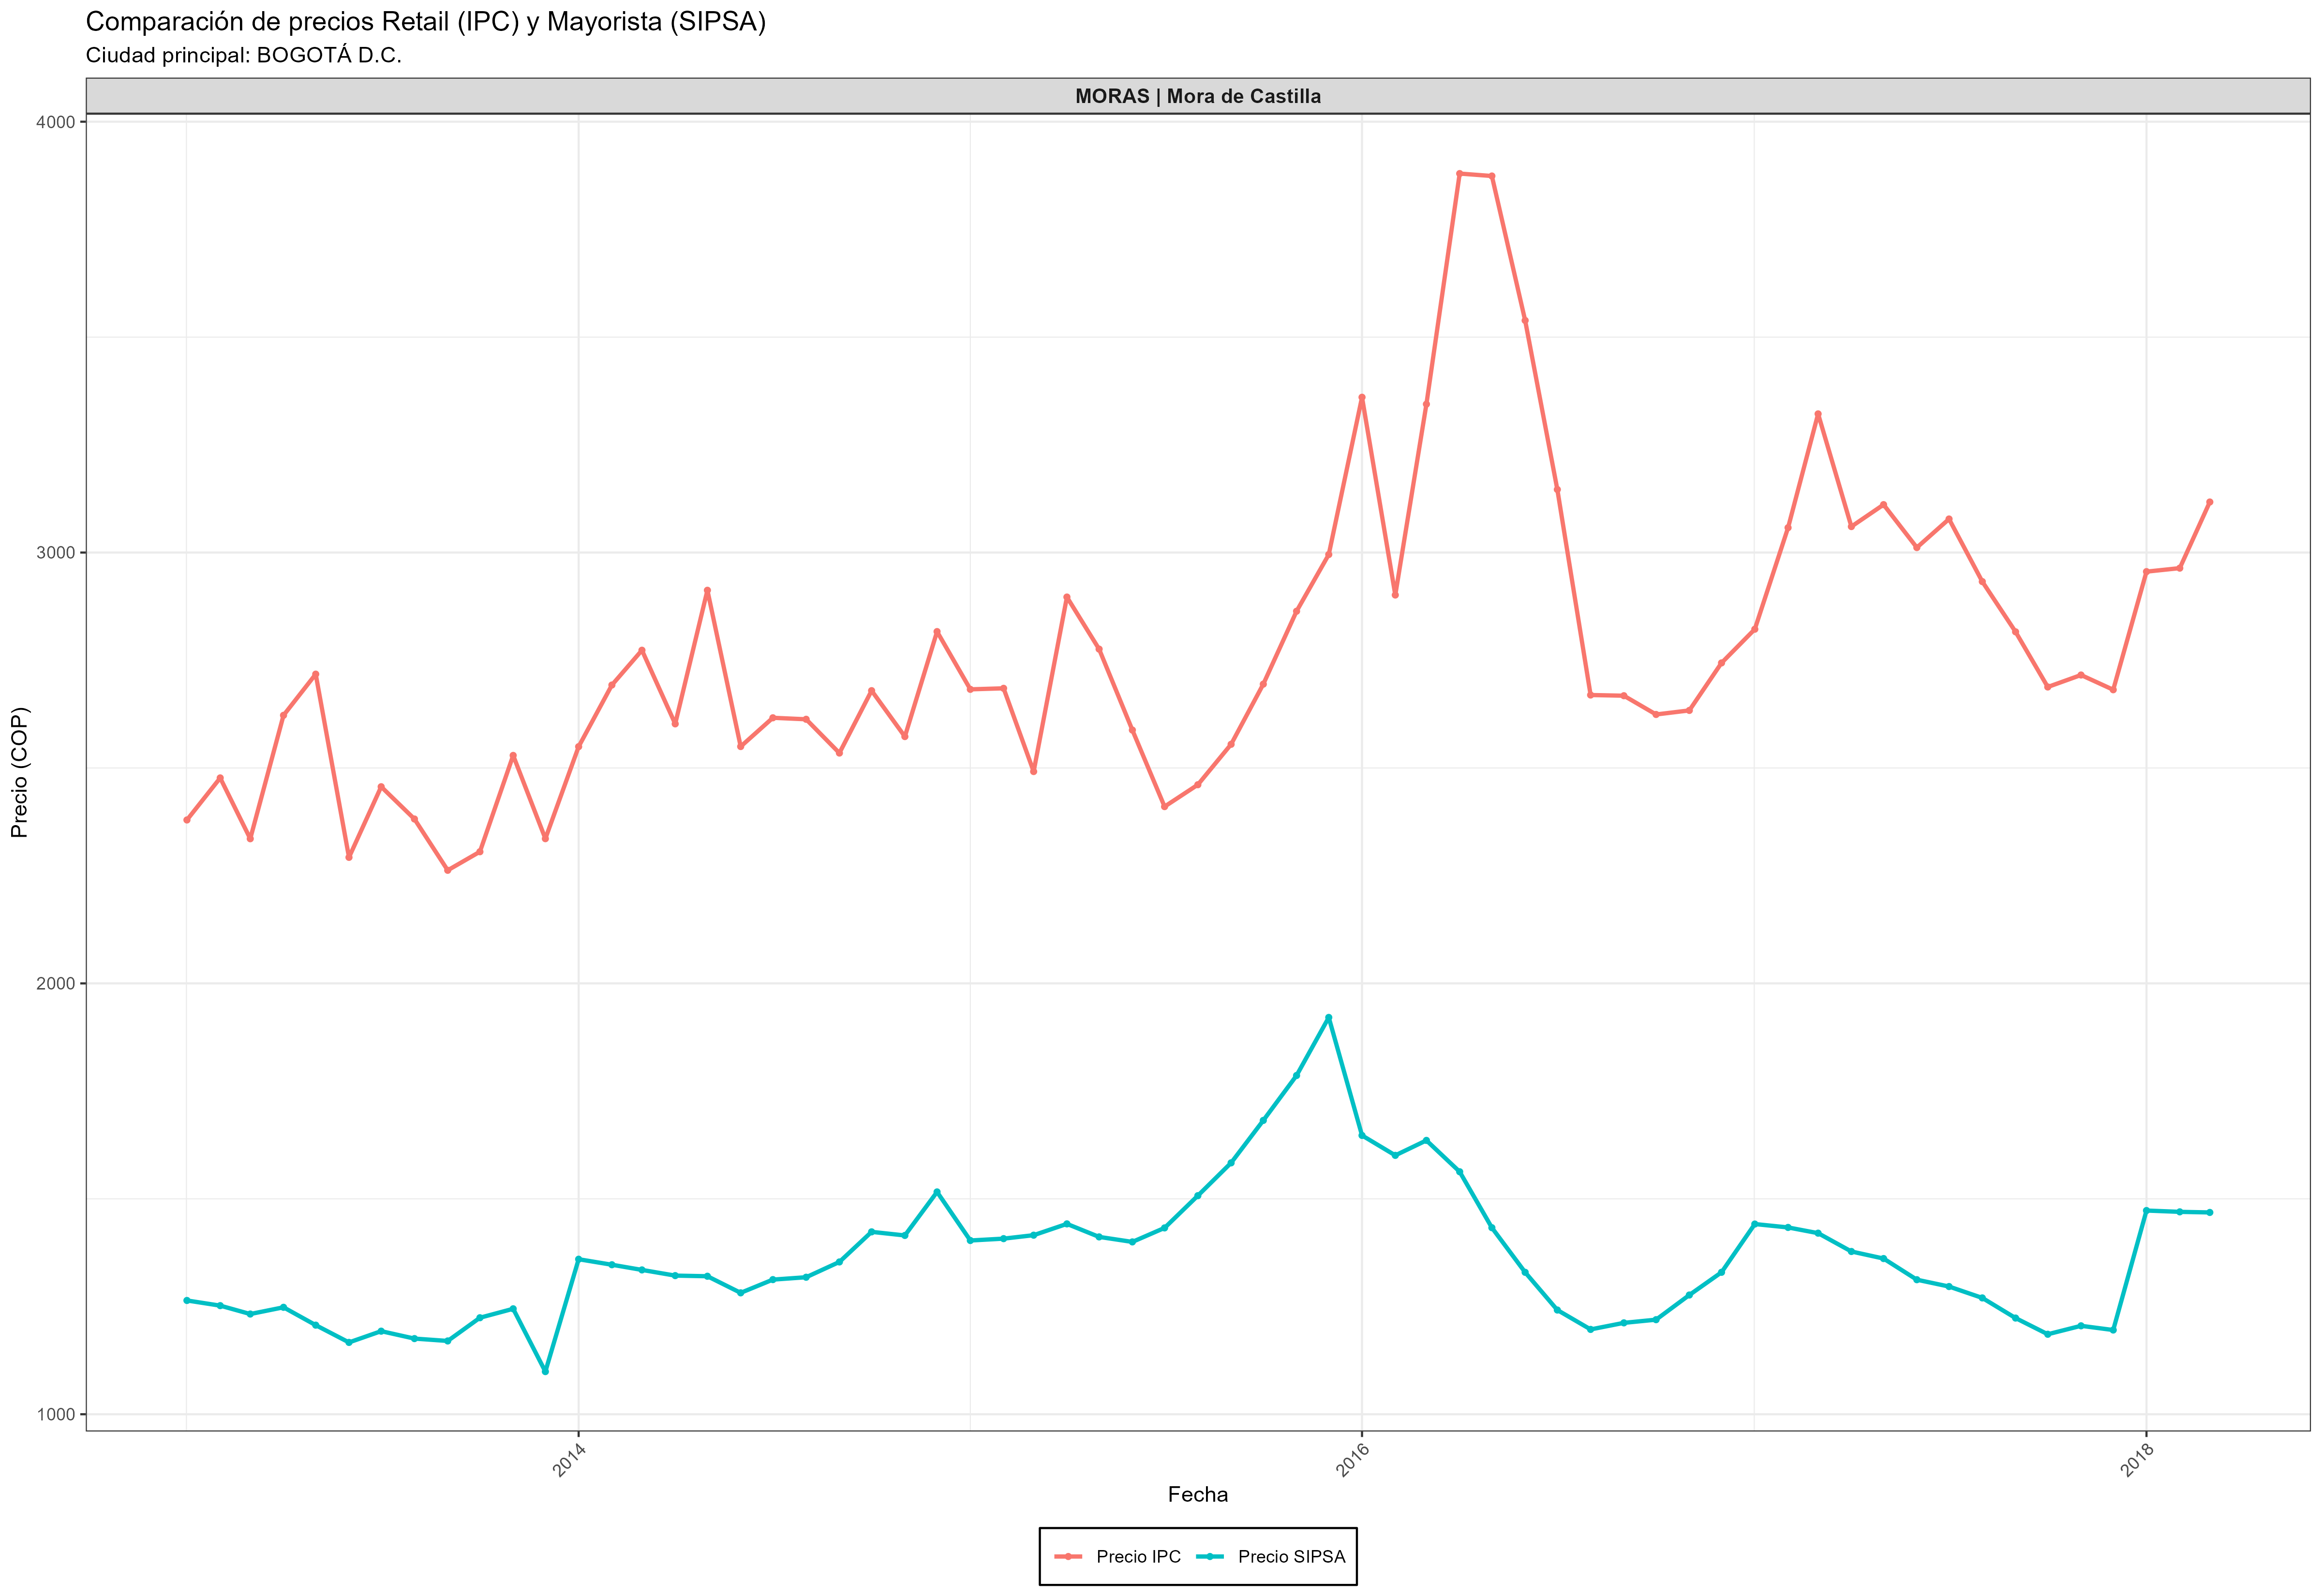 Comparación de precios Retail (IPC) y Mayorista (SIPSA)
Ciudad principal: BOGOTÁ D.C.
MORAS | Mora de Castilla
4000
3000
2000
1000
Precio (COP)
2014
2016
2018
Fecha
Precio IPC
Precio SIPSA